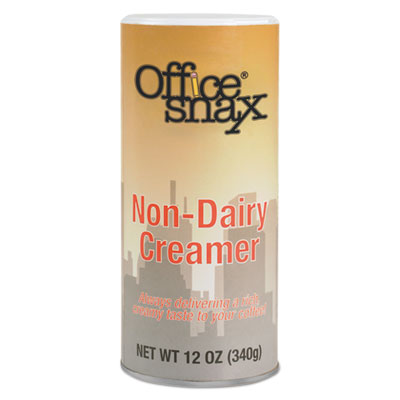 Office®
snax
Non-Dairy
Creamer
Always delivering a rich,
creamy taste to your coffee!
NET WT 12 OZ (340g)